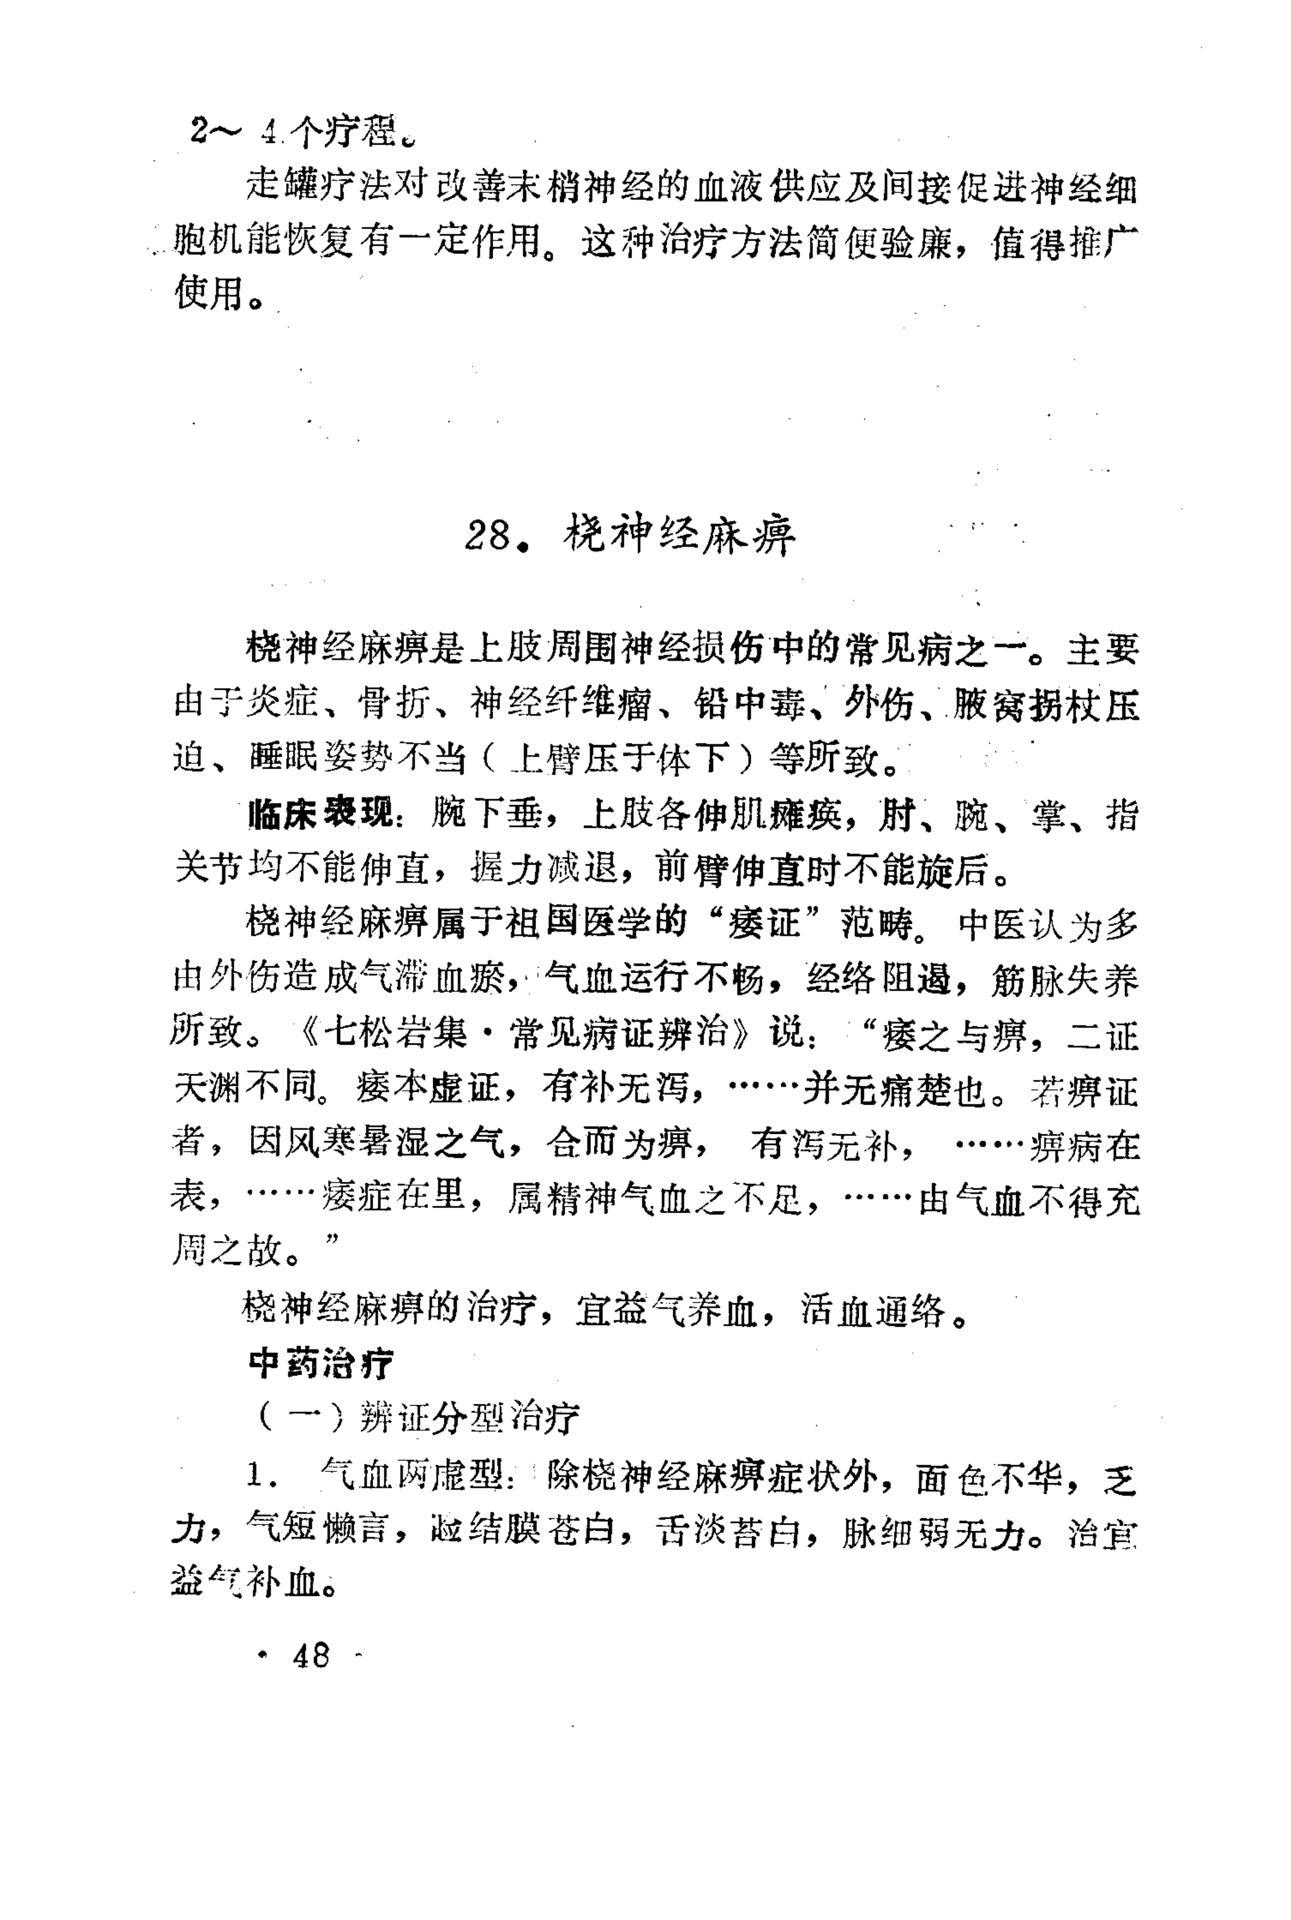 2～4个疗程。
走罐疗法对改善末梢神经的血液供应及间接促进神经细
胞机能恢复有一定作用。这种治疗方法简便验廉，值得推广
使用。
28．桡神经麻痹
桡神经麻痹是上肢周围神经损伤中的常见病之一。主要
由于炎症、骨折、神经纤维瘤、铅中毒、外伤、腋窝拐杖压
迫、睡眠姿势不当（上臂压于体下）等所致。
临床表现：腕下垂，上肢各伸肌瘫痪，肘、腕、掌、指
关节均不能伸直，握力减退，前臂伸直时不能旋后。
桡神经麻痹属于祖国医学的“痿证”范畴。中医认为多
由外伤造成气滞血瘀，气血运行不畅，经络阻遏，筋脉失养
所致。《七松岩集·常见病证辨治》说：“痿之与痹，二证
天渊不同。痿本虚证，有补无泻，……并无痛楚也。若痹证
者，因风寒暑湿之气，合而为痹，有泻无补，……痹病在
表，……痿症在里，属精神气血之不足，……由气血不得充
周之故。”
桡神经麻痹的治疗，宜益气养血，活血通络。
中药治疗
（一）辨证分型治疗
1． 气血两虚型：除桡神经麻痹症状外，面色不华，乏
力，气短懒言，睑结膜苍白，舌淡苔白，脉细弱无力。治宜
益气补血。
· 48 ·